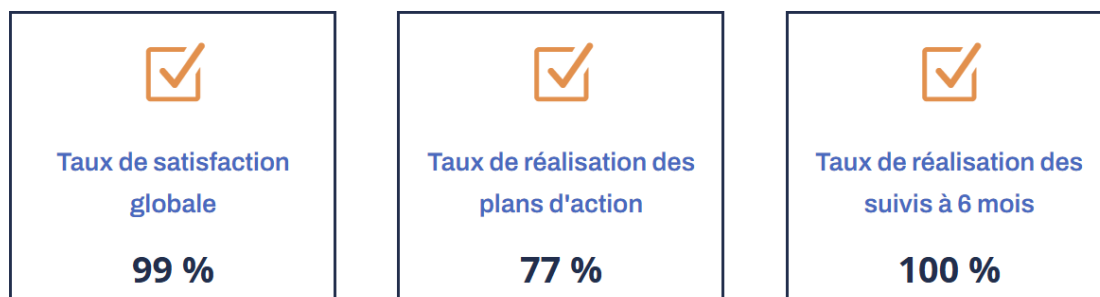 Taux de satisfaction
globale
99 %
Taux de réalisation des
plans d'action
77 %
Taux de réalisation des
suivis à 6 mois
100 %